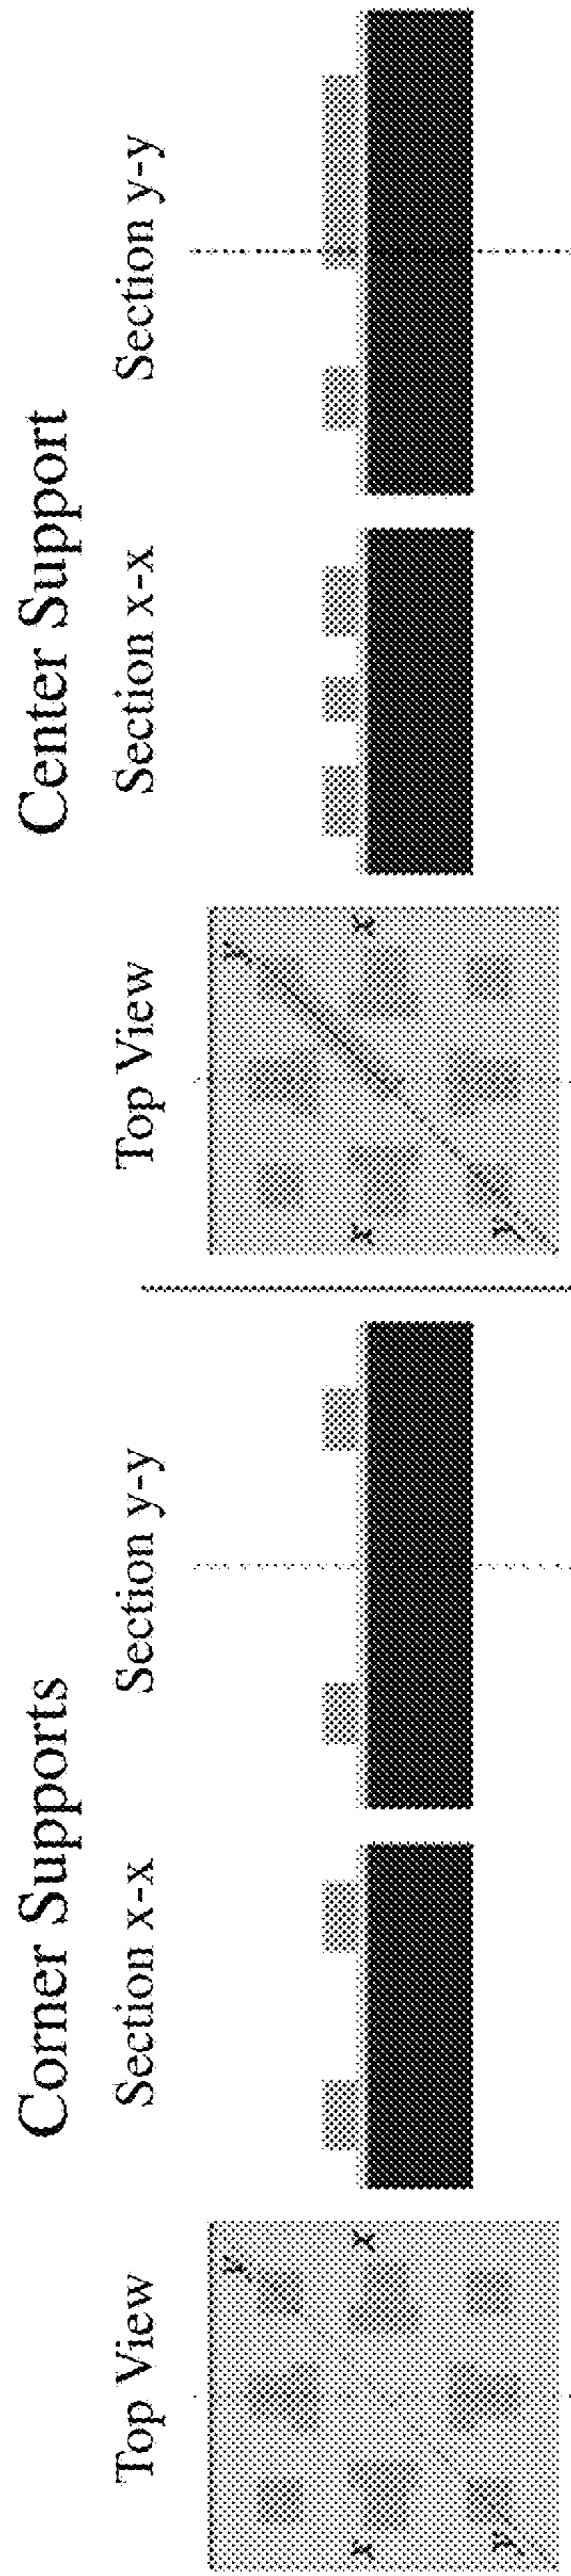 Corner Supports
Top View
Section x-x
Section y-y
x
x
y
y
Center Support
Top View
Section x-x
Section y-y
x
x
y
y